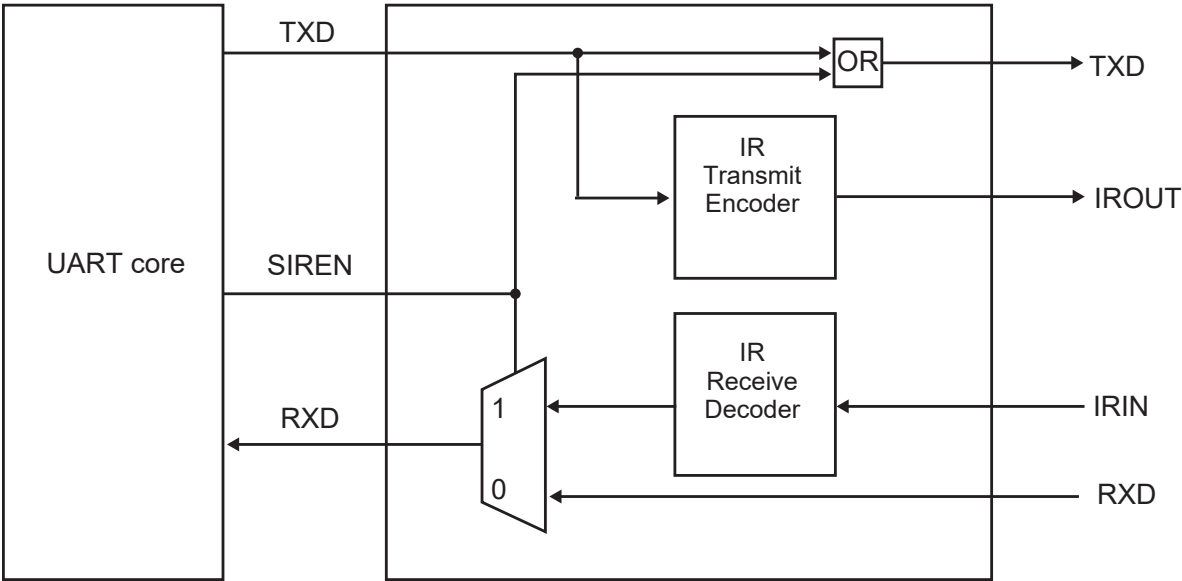 TXD
OR
TXD
IR
Transmit
Encoder
IROUT
UART core
SIREN
IR
Receive
Decoder
1
RXD
IRIN
0
RXD